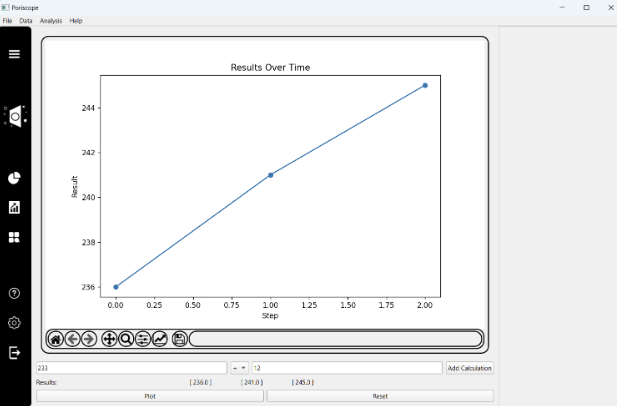 Poriscope
File Data Analysis Help
Results Over Time
244
242
240
238
236
Result
0.00 0.25 0.50 0.75 1.00 1.25 1.50 1.75 2.00
Step
233 12 Add Calculation
Results: [ 236.0 ] [ 241.0 ] [ 245.0 ]
Plot Reset